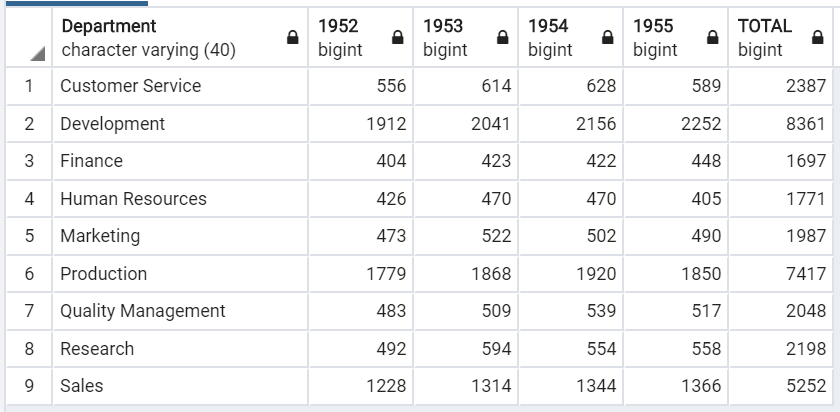 Department 1952 1953 1954 1955 TOTAL
character varying (40) bigint bigint bigint bigint bigint
1 Customer Service 556 614 628 589 2387
2 Development 1912 2041 2156 2252 8361
3 Finance 404 423 422 448 1697
4 Human Resources 426 470 470 405 1771
5 Marketing 473 522 502 490 1987
6 Production 1779 1868 1920 1850 7417
7 Quality Management 483 509 539 517 2048
8 Research 492 594 554 558 2198
9 Sales 1228 1314 1344 1366 5252